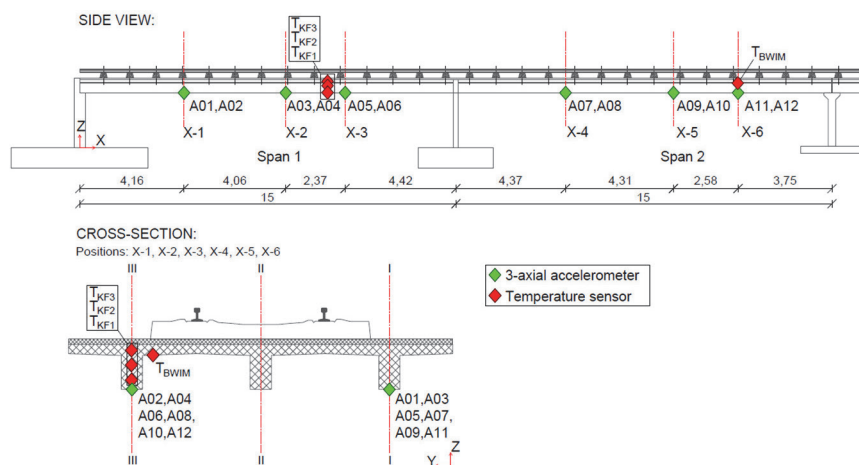 SIDE VIEW:
T_KF3
T_KF2
T_KF1
T_BWIM
A01,A02
A03,A04
A05,A06
A07,A08
A09,A10
A11,A12
Z
X
X-1
X-2
X-3
X-4
X-5
X-6
Span 1
Span 2
4,16
4,06
2,37
4,42
4,37
4,31
2,58
3,75
15
15
CROSS-SECTION:
Positions: X-1, X-2, X-3, X-4, X-5, X-6
III
II
I
T_KF3
T_KF2
T_KF1
T_BWIM
3-axial accelerometer
Temperature sensor
A02,A04
A06,A08,
A10,A12
A01,A03
A05,A07,
A09,A11
III
II
I
Y
Z